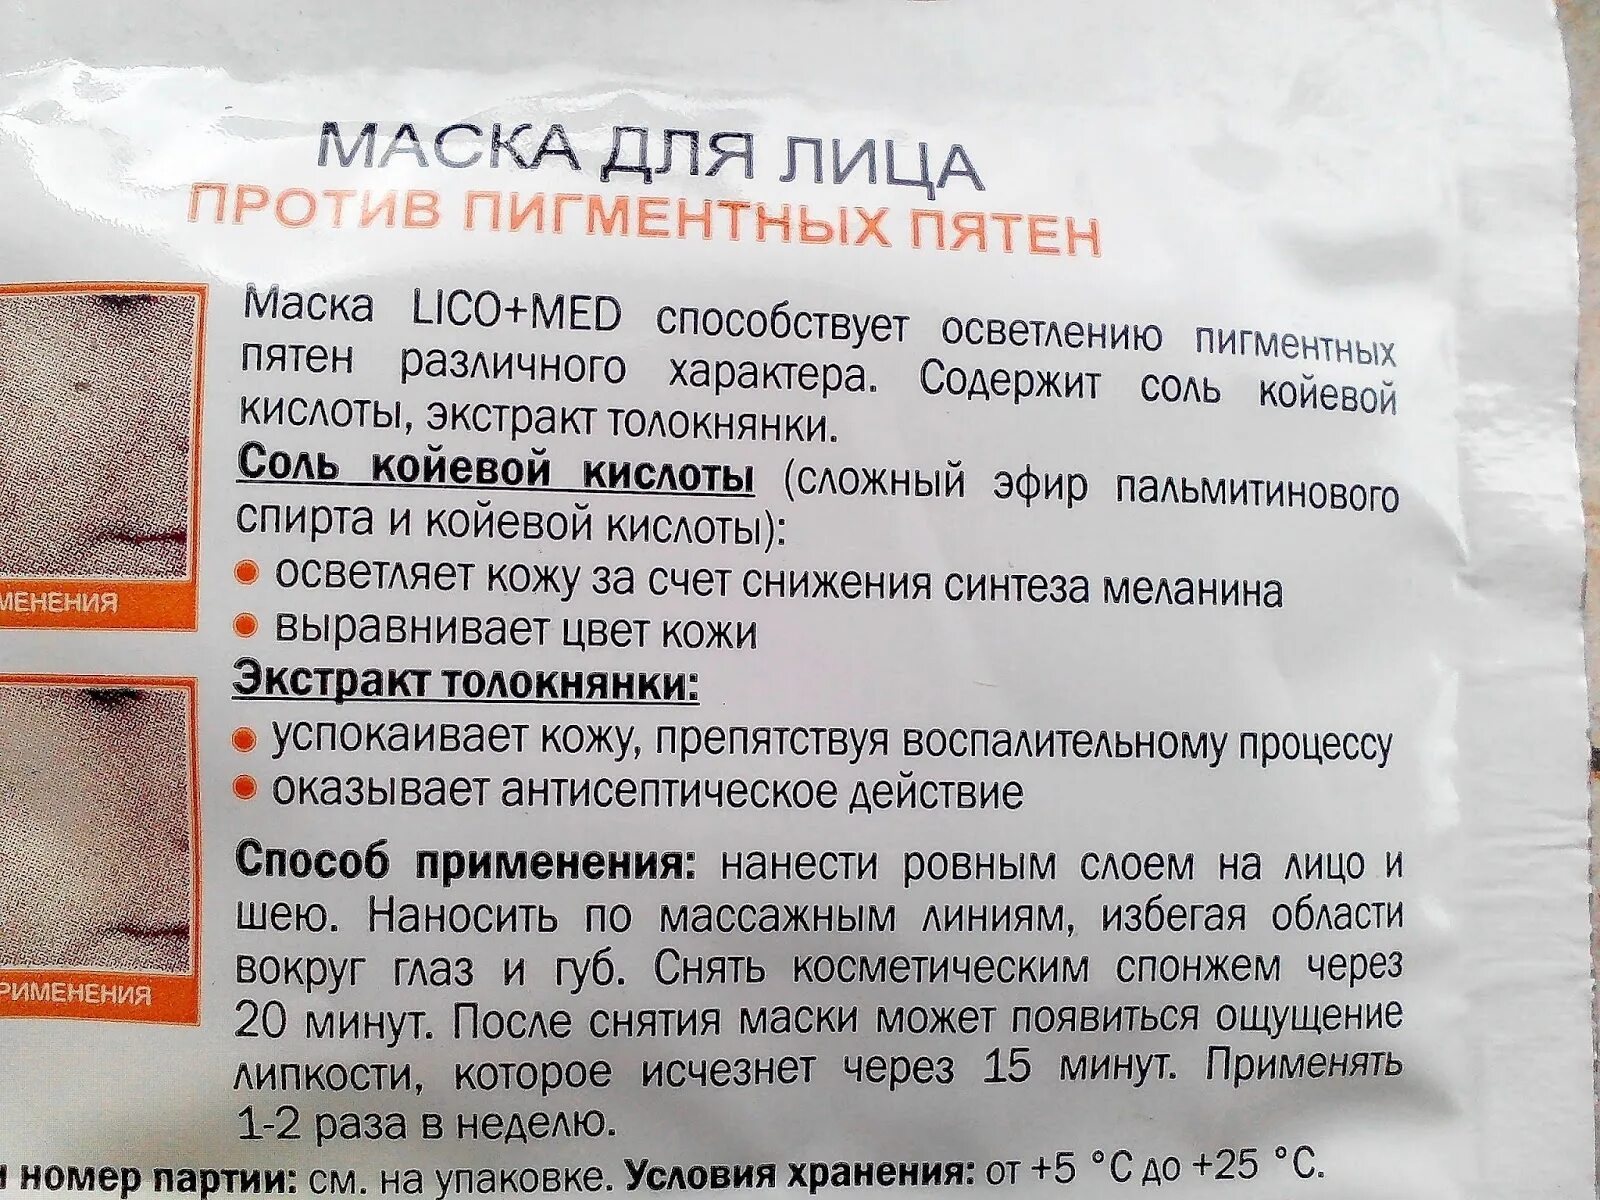 МАСКА ДЛЯ ЛИЦА
ПРОТИВ ПИГМЕНТНЫХ ПЯТЕН
Маска LICO+MED способствует осветлению пигментных
пятен различного характера. Содержит соль койевой
кислоты, экстракт толокнянки.
Соль койевой кислоты (сложный эфир пальмитинового
спирта и койевой кислоты):
• осветляет кожу за счет снижения синтеза меланина
• выравнивает цвет кожи
МЕНЕНИЯ
Экстракт толокнянки:
• успокаивает кожу, препятствуя воспалительному процессу
• оказывает антисептическое действие
РИМЕНЕНИЯ
Способ применения: нанести ровным слоем на лицо и
шею. Наносить по массажным линиям, избегая области
вокруг глаз и губ. Снять косметическим спонжем через
20 минут. После снятия маски может появиться ощущение
липкости, которое исчезнет через 15 минут. Применять
1-2 раза в неделю.
и номер партии: см. на упаковке. Условия хранения: от +5 °С до +25 °С.